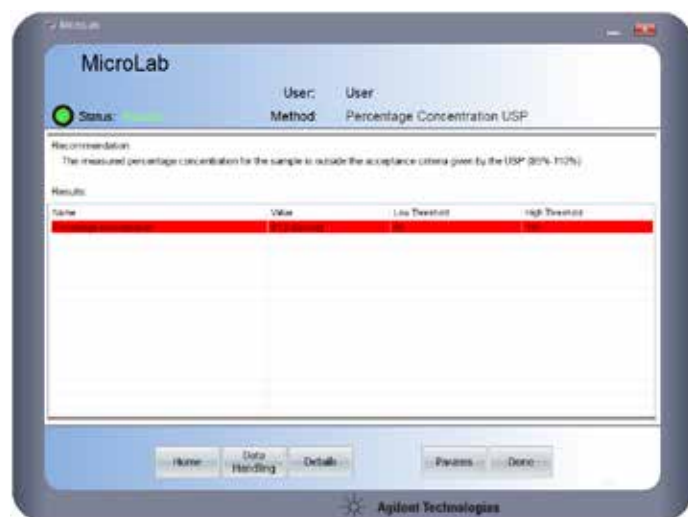 MicroLab
MicroLab
User: User
Status:
Method: Percentage Concentration USP
Recommendation
The measured percentage concentration for the sample is outside the acceptance criteria given by the USP
Results:
Name Value Low Threshold High Threshold
Home Data Handling Details Params Done
Agilent Technologies